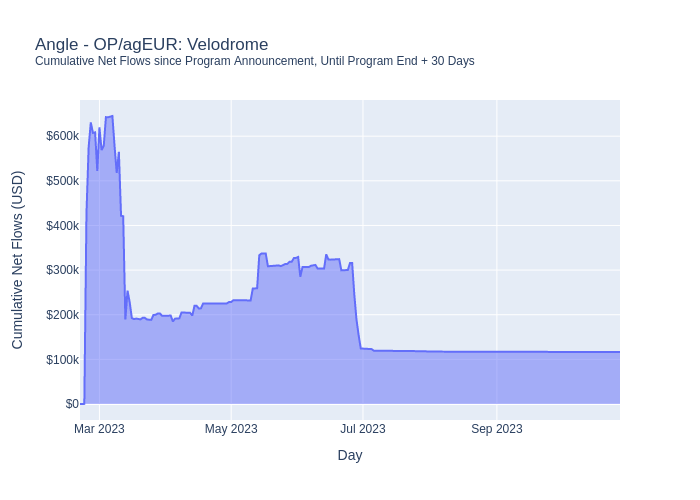 Angle - OP/agEUR: Velodrome
Cumulative Net Flows since Program Announcement, Until Program End + 30 Days
Cumulative Net Flows (USD)
$600k
$500k
$400k
$300k
$200k
$100k
$0
Mar 2023
May 2023
Jul 2023
Sep 2023
Day